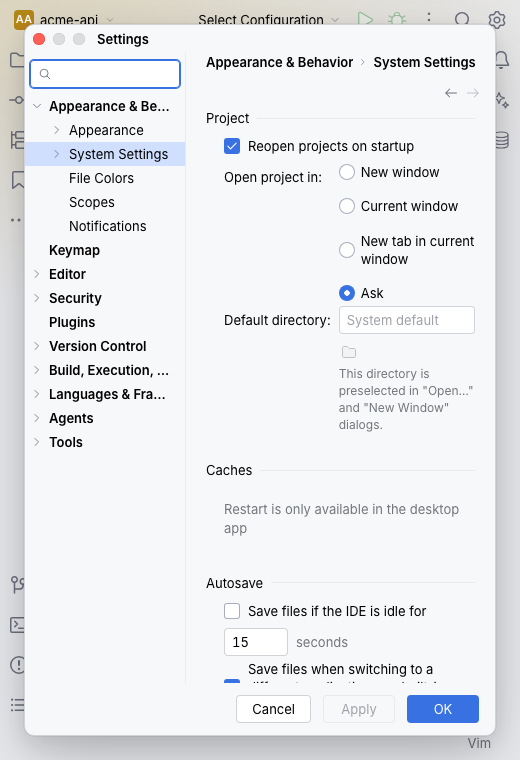 AA acme-api
Select Configuration
Settings
Appearance & Behavior › System Settings
Appearance & Be...
Appearance
System Settings
File Colors
Scopes
Notifications
Keymap
Editor
Security
Plugins
Version Control
Build, Execution, ...
Languages & Fra...
Agents
Tools
Project
Reopen projects on startup
Open project in:
New window
Current window
New tab in current
window
Ask
Default directory:
System default
This directory is
preselected in "Open..."
and "New Window"
dialogs.
Caches
Restart is only available in the desktop
app
Autosave
Save files if the IDE is idle for
15 seconds
Save files when switching to a
Cancel
Apply
OK
Vim